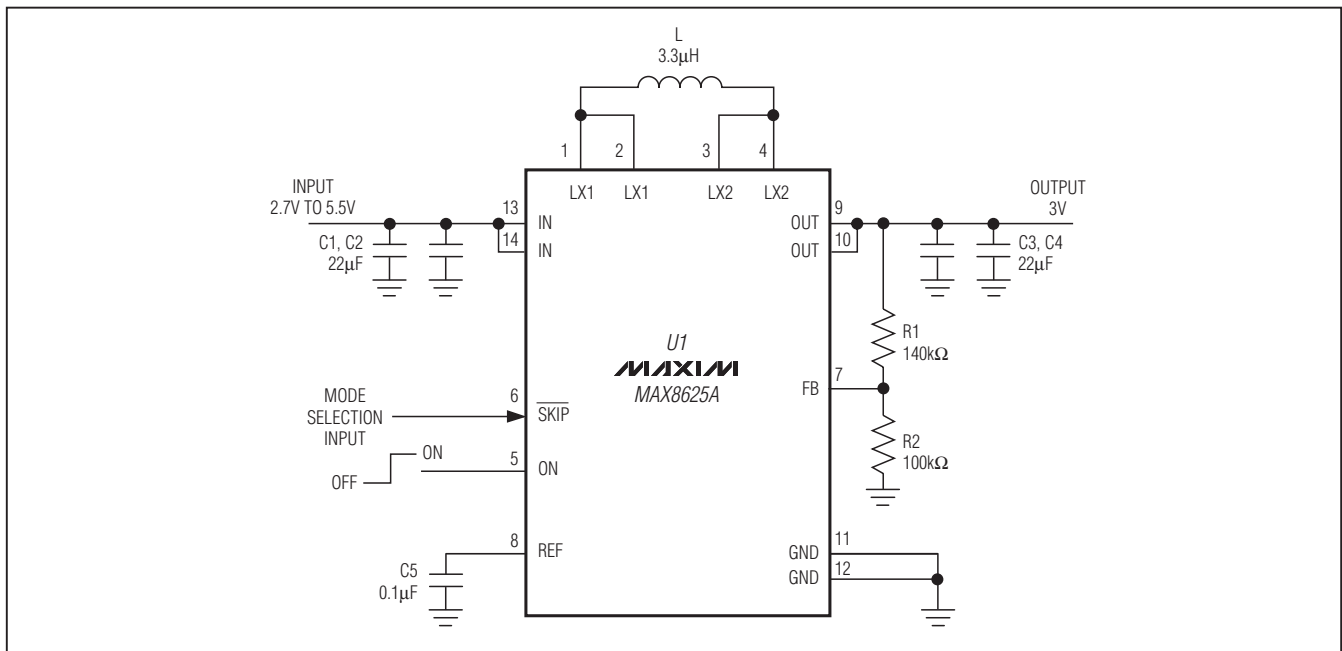 L
3.3μH
1
2
3
4
LX1
LX1
LX2
LX2
INPUT
2.7V TO 5.5V
13
IN
14
IN
C1, C2
22μF
OUTPUT
3V
9
OUT
10
OUT
C3, C4
22μF
R1
140kΩ
U1
MAXIM
MAX8625A
7
FB
R2
100kΩ
MODE
SELECTION
INPUT
6
SKIP
ON
OFF
5
ON
8
REF
C5
0.1μF
11
GND
12
GND